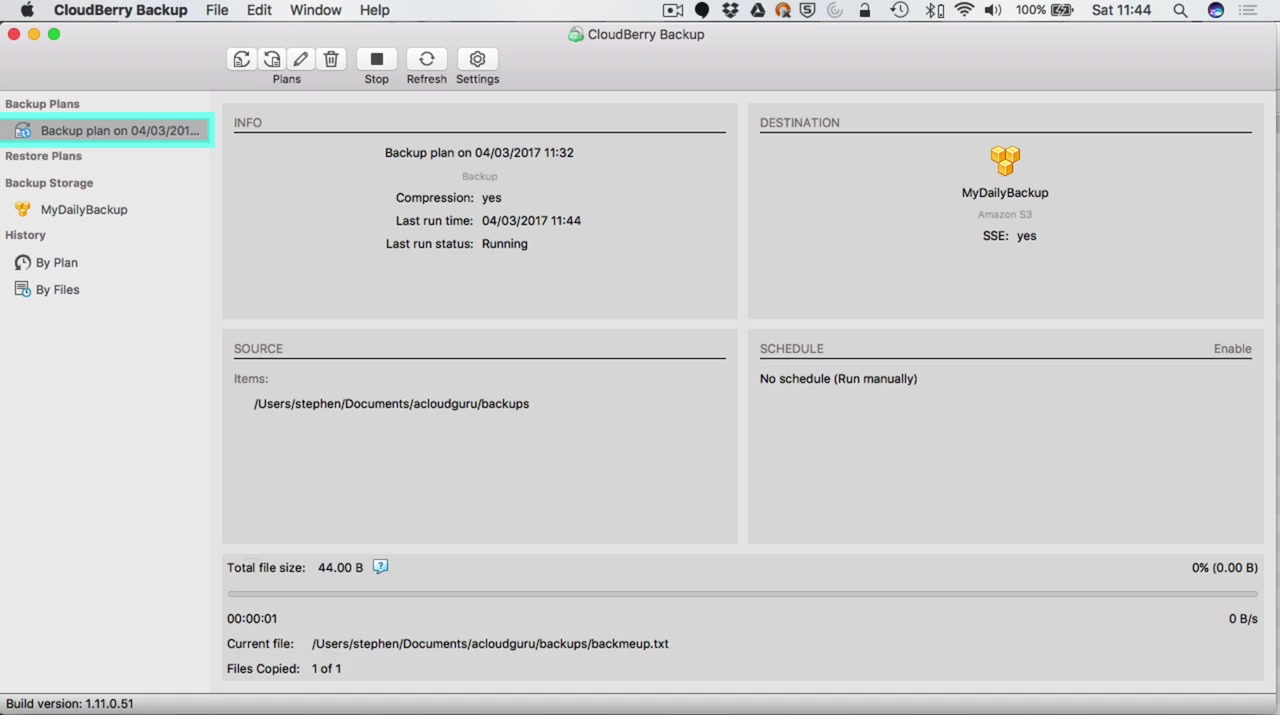 CloudBerry Backup File Edit Window Help 100% Sat 11:44
CloudBerry Backup
Plans Stop Refresh Settings
Backup Plans
Backup plan on 04/03/201...
Restore Plans
Backup Storage
MyDailyBackup
History
By Plan
By Files
INFO
Backup plan on 04/03/2017 11:32
Backup
Compression: yes
Last run time: 04/03/2017 11:44
Last run status: Running
DESTINATION
MyDailyBackup
Amazon S3
SSE: yes
SOURCE
Items:
/Users/stephen/Documents/acloudguru/backups
SCHEDULE Enable
No schedule (Run manually)
Total file size: 44.00 B 0% (0.00 B)
00:00:01 0 B/s
Current file: /Users/stephen/Documents/acloudguru/backups/backmeup.txt
Files Copied: 1 of 1
Build version: 1.11.0.51